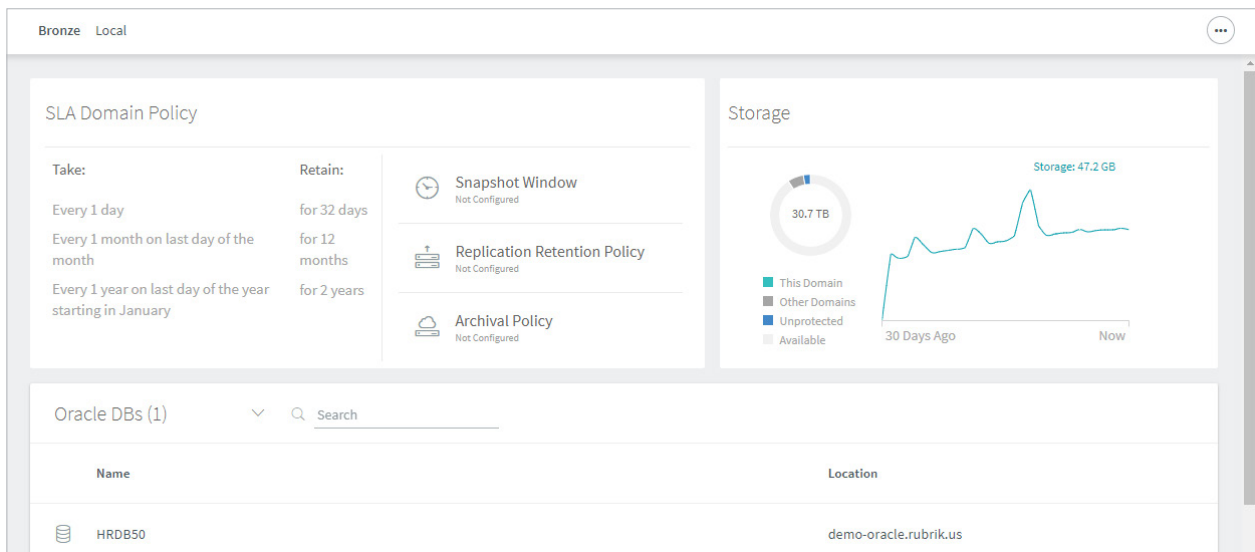 Bronze Local
SLA Domain Policy
Take: Retain:
Every 1 day for 32 days
Every 1 month on last day of the for 12
month months
Every 1 year on last day of the year for 2 years
starting in January
Snapshot Window
Not Configured
Replication Retention Policy
Not Configured
Archival Policy
Not Configured
Storage
Storage: 47.2 GB
30.7 TB
This Domain
Other Domains
Unprotected
Available
30 Days Ago Now
Oracle DBs (1) Search
Name Location
HRDB50 demo-oracle.rubrik.us